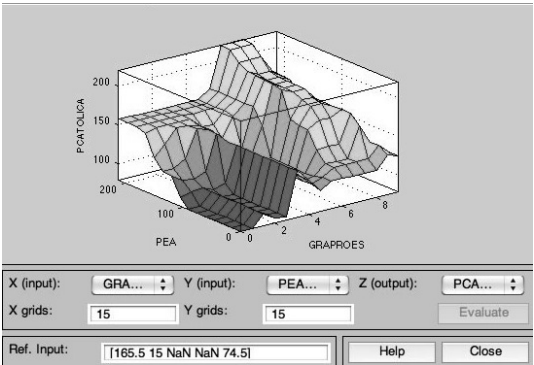 200
150
100
PCATOLICA
200
100
0
PEA
0
2
4
6
8
GRAPROES
X (input): GRA... Y (input): PEA... Z (output): PCA...
X grids: 15 Y grids: 15 Evaluate
Ref. Input: [165.5 15 NaN NaN 74.5] Help Close